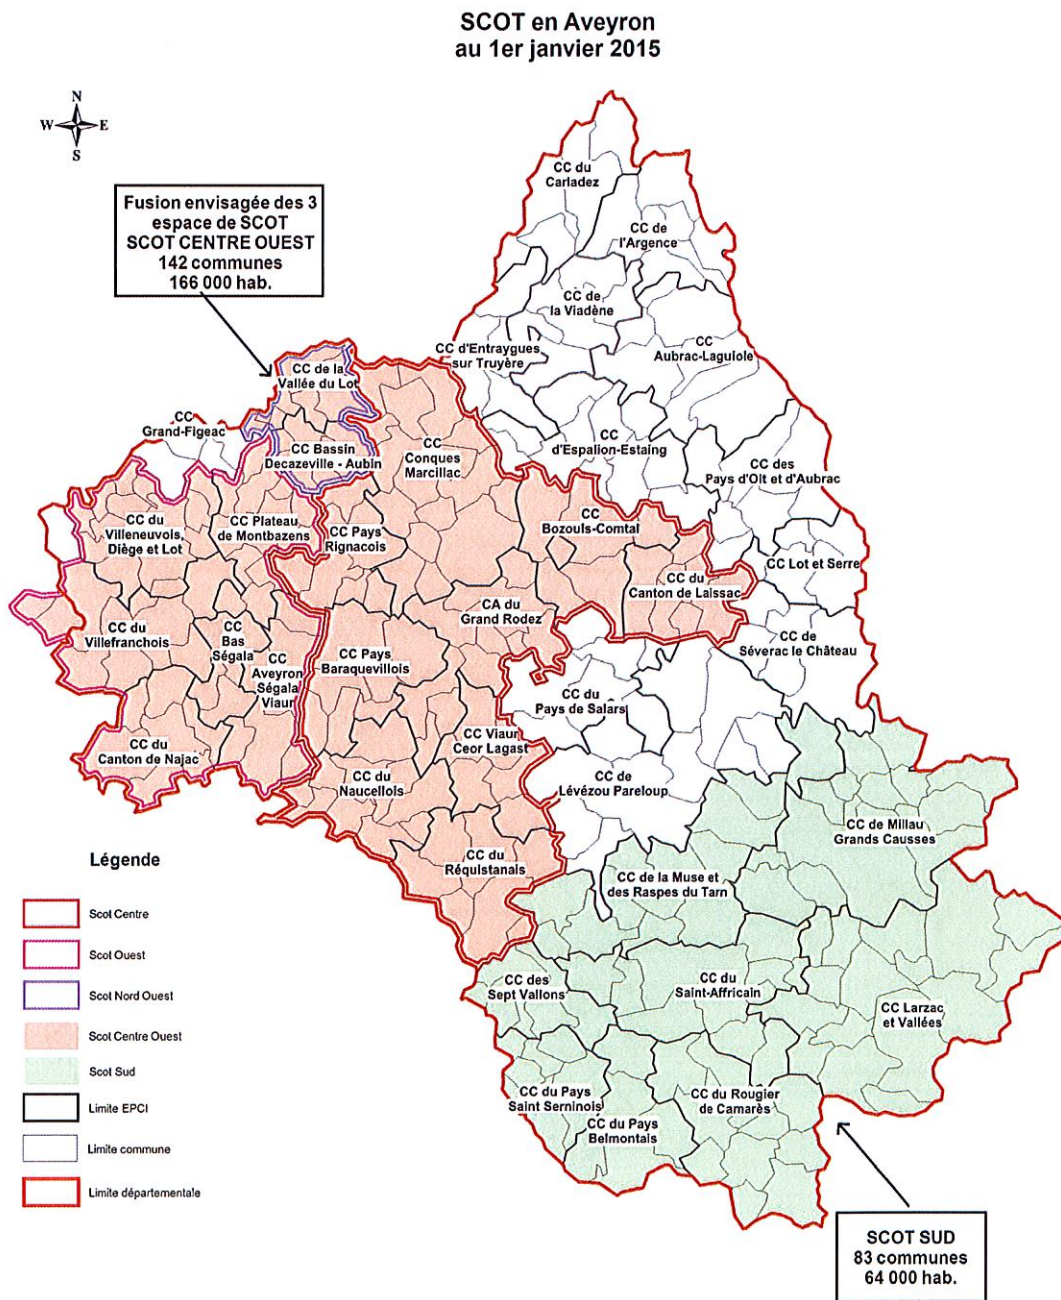 SCOT en Aveyron
au 1er janvier 2015
N
W
E
S
Fusion envisagée des 3
espace de SCOT
SCOT CENTRE OUEST
142 communes
166 000 hab.
CC du
Carladez
CC de
l'Argence
CC de
la Viadène
CC d'Entraygues
sur Truyère
CC
Aubrac-Laguiole
CC de la
Vallée du Lot
CC
Grand-Figeac
CC
d'Espalion-Estaing
CC Bassin
Decazeville - Aubin
CC
Conques
Marcillac
CC des
Pays d'Olt et d'Aubrac
CC du
Villeneuvois,
Diège et Lot
CC Plateau
de Montbazens
CC Pays
Rignacois
CC
Bozouls-Comtal
CC Lot et Serre
CC du
Canton de Laissac
CC du
Villefranchois
CC
Bas
Ségala
CC
Aveyron
Ségala
Viaur
CA du
Grand Rodez
CC de
Séverac le Château
CC Pays
Baraquevillois
CC du
Pays de Salars
CC du
Canton de Najac
CC Viaur
Ceor Lagast
CC du
Naucellois
CC de
Lévézou Pareloup
CC de Millau
Grands Causses
CC du
Réquistanais
CC de la Muse et
des Raspes du Tarn
CC des
Sept Vallons
CC du
Saint-Affricain
CC Larzac
et Vallées
CC du Pays
Saint Serninois
CC du Rougier
de Camarès
CC du Pays
Belmontais
Légende
Scot Centre
Scot Ouest
Scot Nord Ouest
Scot Centre Ouest
Scot Sud
Limite EPCI
Limite commune
Limite départementale
SCOT SUD
83 communes
64 000 hab.